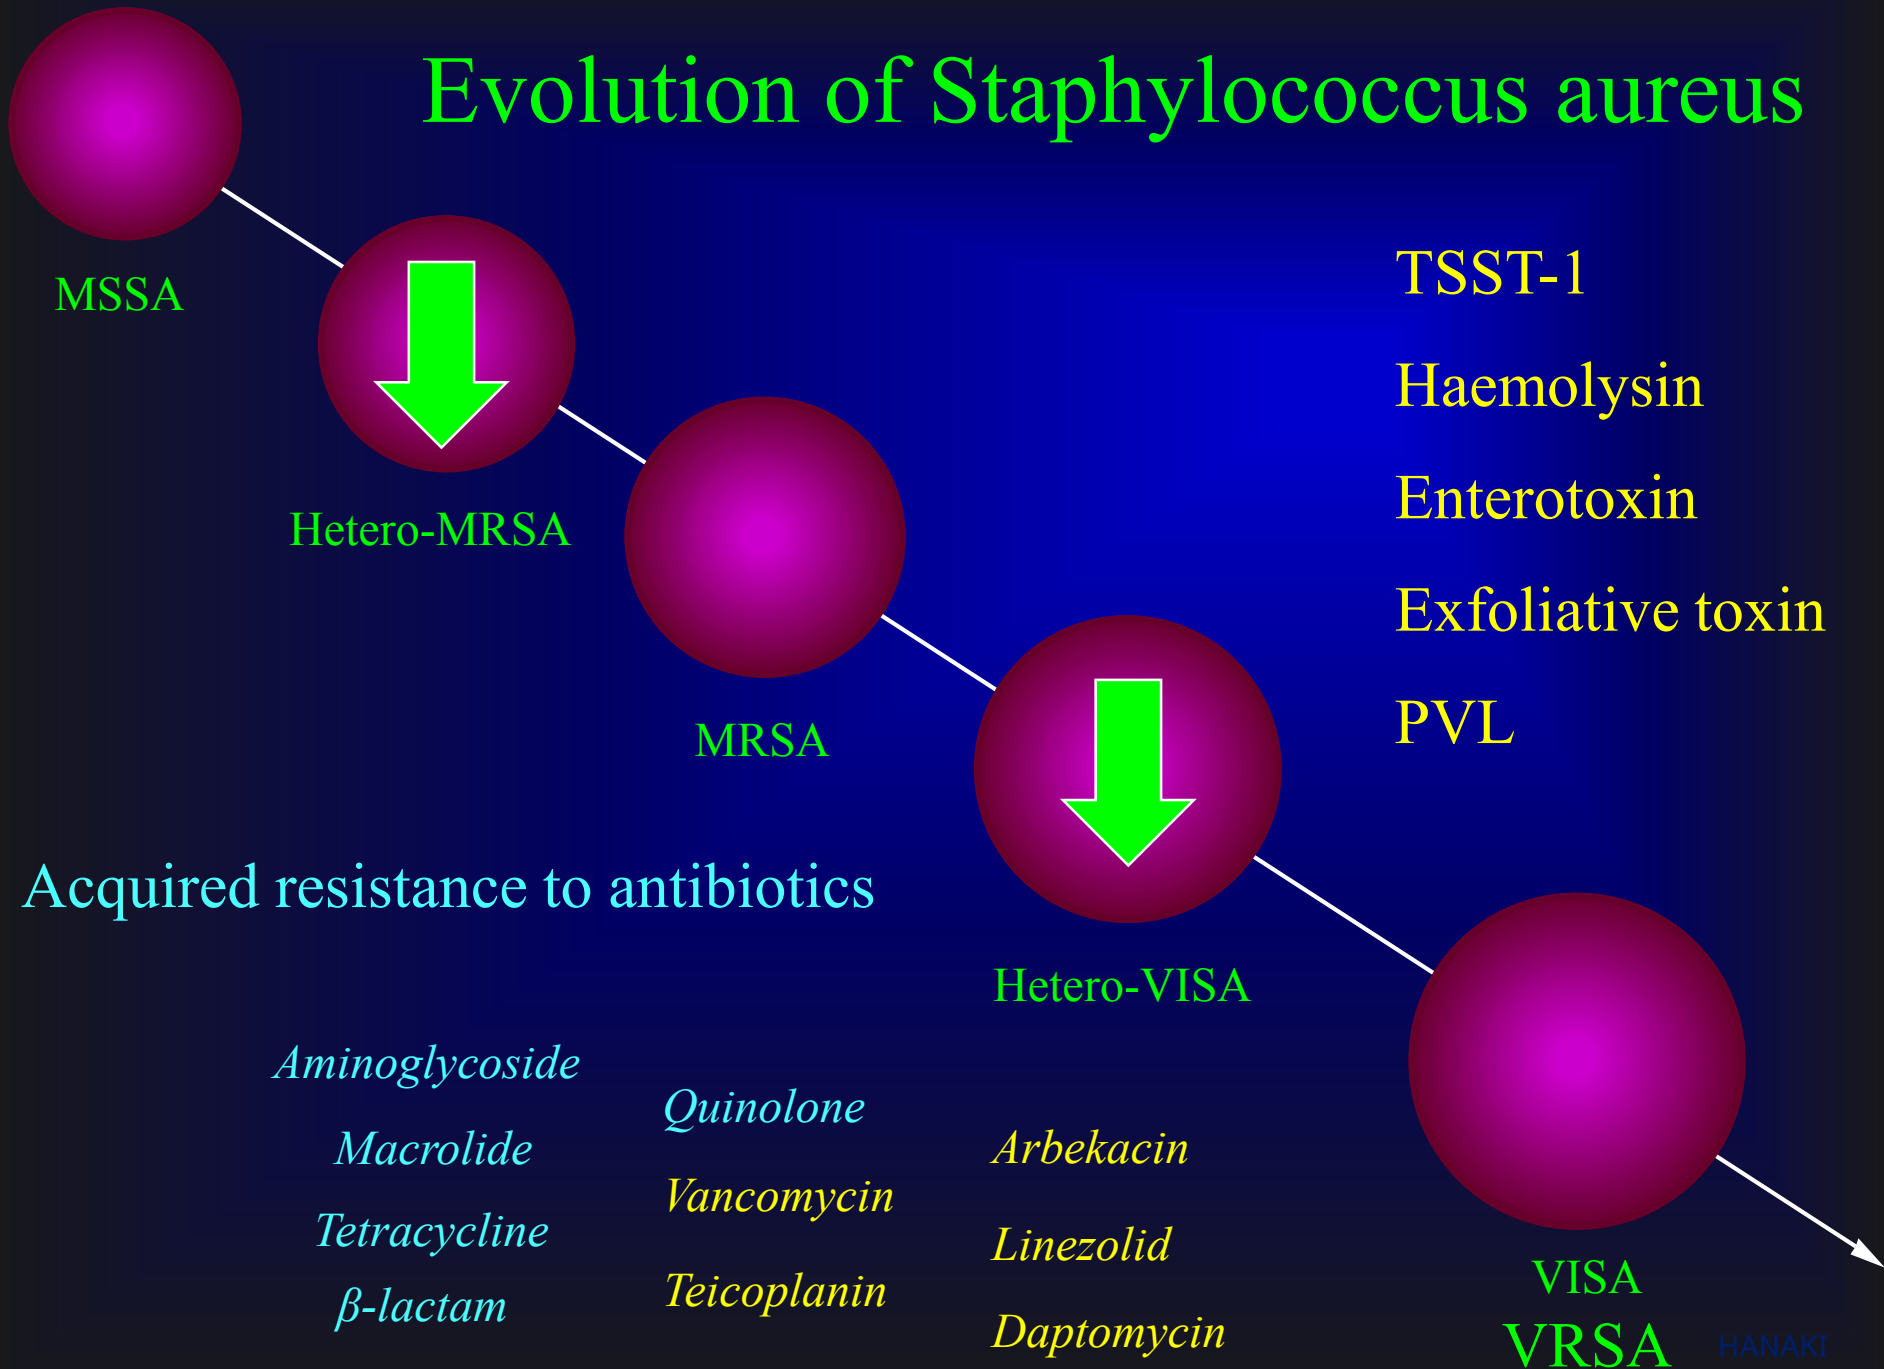 Evolution of Staphylococcus aureus
MSSA
Hetero-MRSA
MRSA
Hetero-VISA
VISA
VRSA
TSST-1
Haemolysin
Enterotoxin
Exfoliative toxin
PVL
Acquired resistance to antibiotics
Aminoglycoside
Macrolide
Tetracycline
β-lactam
Quinolone
Vancomycin
Teicoplanin
Arbekacin
Linezolid
Daptomycin
HANAKI